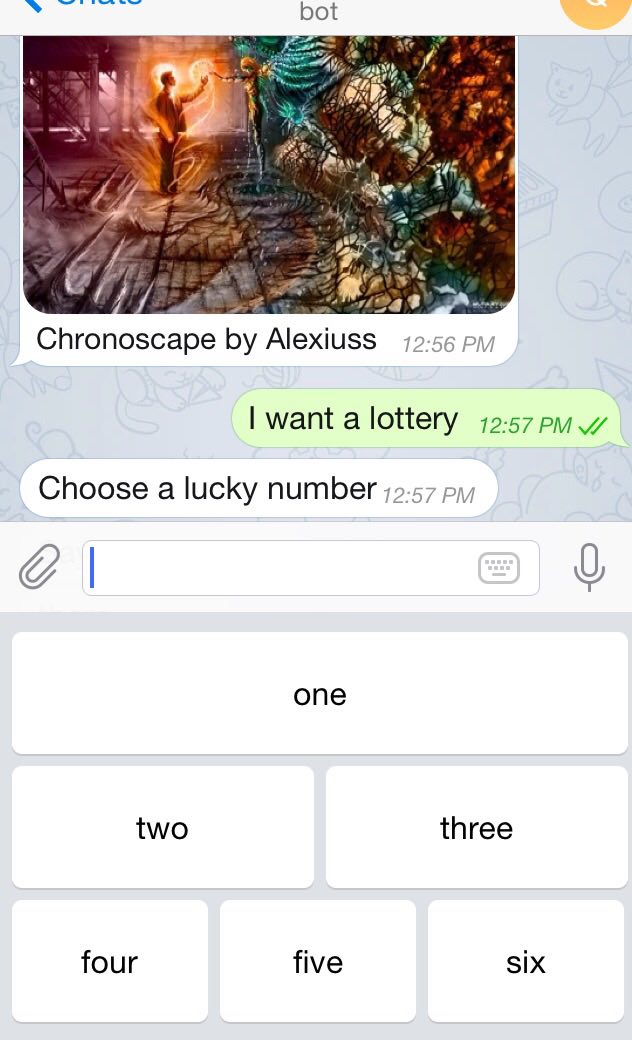 Chats
bot
Chronoscape by Alexiuss 12:56 PM
I want a lottery 12:57 PM
Choose a lucky number 12:57 PM
one
two three
four five six